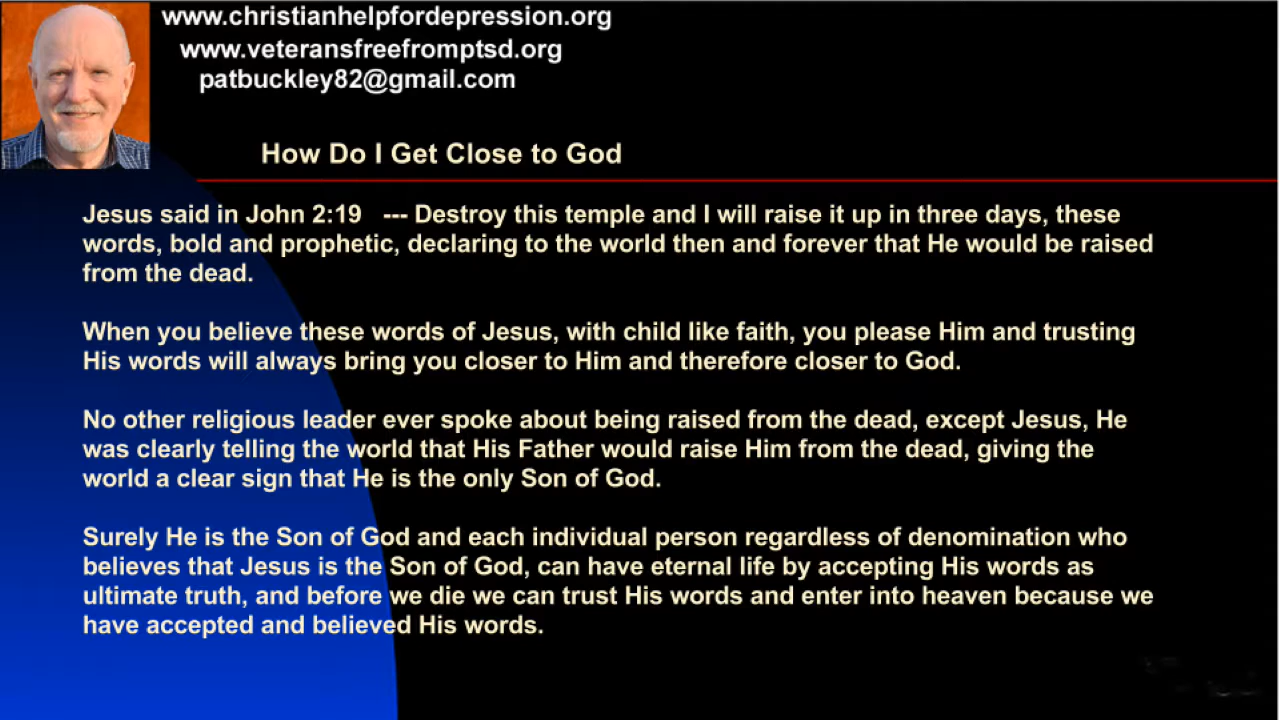 www.christianhelpfordepression.org
www.veteransfreefromptsd.org
patbuckley82@gmail.com
How Do I Get Close to God
Jesus said in John 2:19 --- Destroy this temple and I will raise it up in three days, these
words, bold and prophetic, declaring to the world then and forever that He would be raised
from the dead.
When you believe these words of Jesus, with child like faith, you please Him and trusting
His words will always bring you closer to Him and therefore closer to God.
No other religious leader ever spoke about being raised from the dead, except Jesus, He
was clearly telling the world that His Father would raise Him from the dead, giving the
world a clear sign that He is the only Son of God.
Surely He is the Son of God and each individual person regardless of denomination who
believes that Jesus is the Son of God, can have eternal life by accepting His words as
ultimate truth, and before we die we can trust His words and enter into heaven because we
have accepted and believed His words.